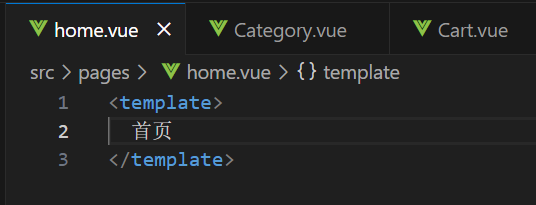 home.vue × Category.vue Cart.vue
src > pages > home.vue > {} template
1 <template>
2 首页
3 </template>